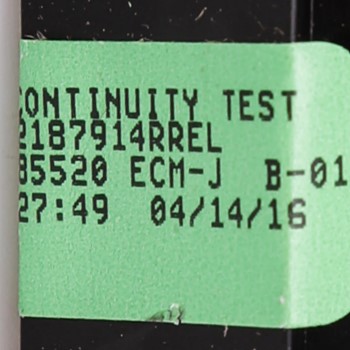 CONTINUITY TEST
2187914RREL
85520 ECM-J B-01
27:49 04/14/16